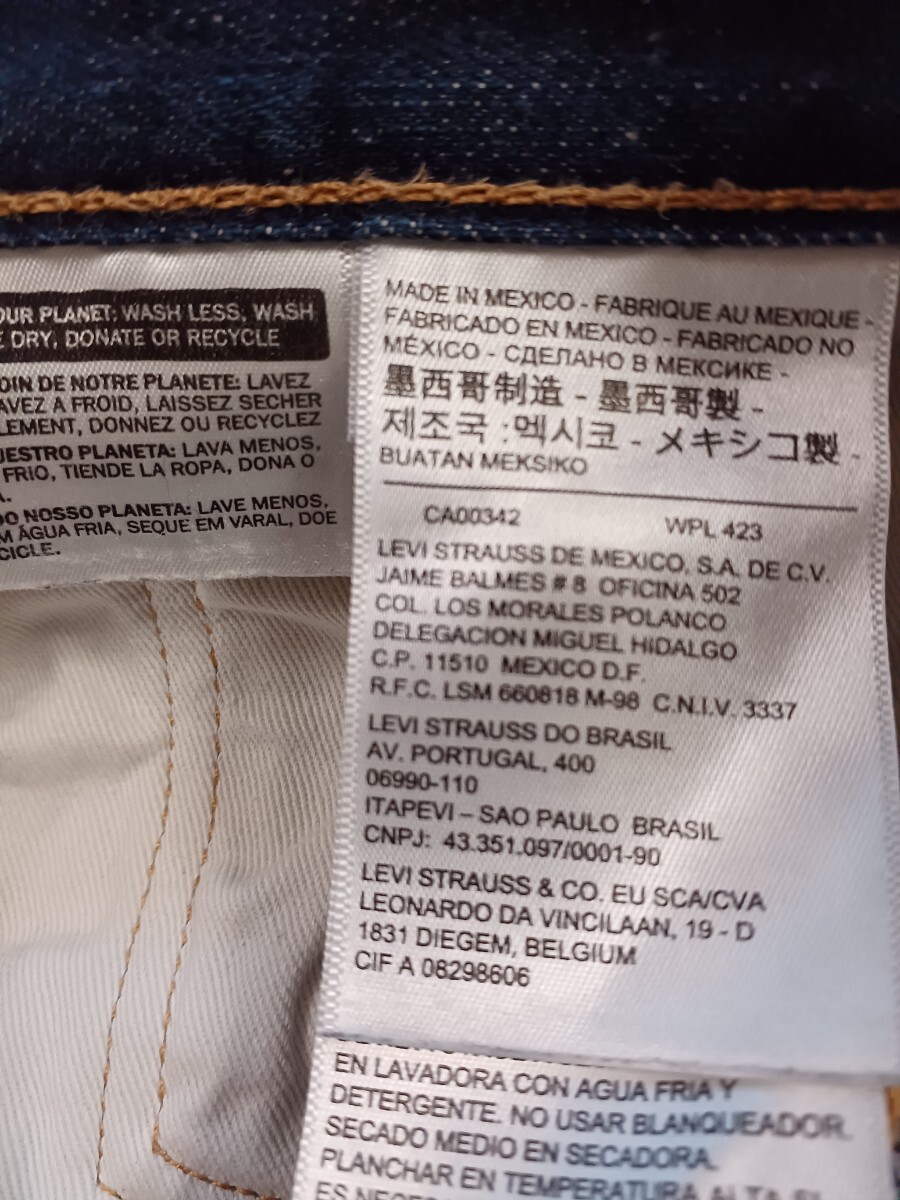 OUR PLANET: WASH LESS, WASH
DRY, DONATE OR RECYCLE
OIN DE NOTRE PLANETE: LAVEZ
AVEZ A FROID, LAISSEZ SECHER
LEMENT, DONNEZ OU RECYCLEZ
UESTRO PLANETA: LAVA MENOS,
FRIO, TIENDE LA ROPA, DONA O
DO NOSSO PLANETA: LAVE MENOS,
M ÁGUA FRIA, SEQUE EM VARAL, DOE
CICLE.
MADE IN MEXICO - FABRIQUE AU MEXIQUE -
FABRICADO EN MEXICO - FABRICADO NO
MÉXICO - СДЕЛАНО В МЕКСИКЕ -
墨西哥制造 - 墨西哥製 -
제조국 :멕시코 - メキシコ製 -
BUATAN MEKSIKO
CA00342 WPL 423
LEVI STRAUSS DE MEXICO, S.A. DE C.V.
JAIME BALMES # 8 OFICINA 502
COL. LOS MORALES POLANCO
DELEGACION MIGUEL HIDALGO
C.P. 11510 MEXICO D.F.
R.F.C. LSM 660818 M-98 C.N.I.V. 3337
LEVI STRAUSS DO BRASIL
AV. PORTUGAL, 400
06990-110
ITAPEVI – SAO PAULO BRASIL
CNPJ: 43.351.097/0001-90
LEVI STRAUSS & CO. EU SCA/CVA
LEONARDO DA VINCILAAN, 19 - D
1831 DIEGEM, BELGIUM
CIF A 08298606
EN LAVADORA CON AGUA FRIA Y
DETERGENTE. NO USAR BLANQUEADOR.
SECADO MEDIO EN SECADORA.
PLANCHAR EN TEMPERATURA ALTA
ES NECE